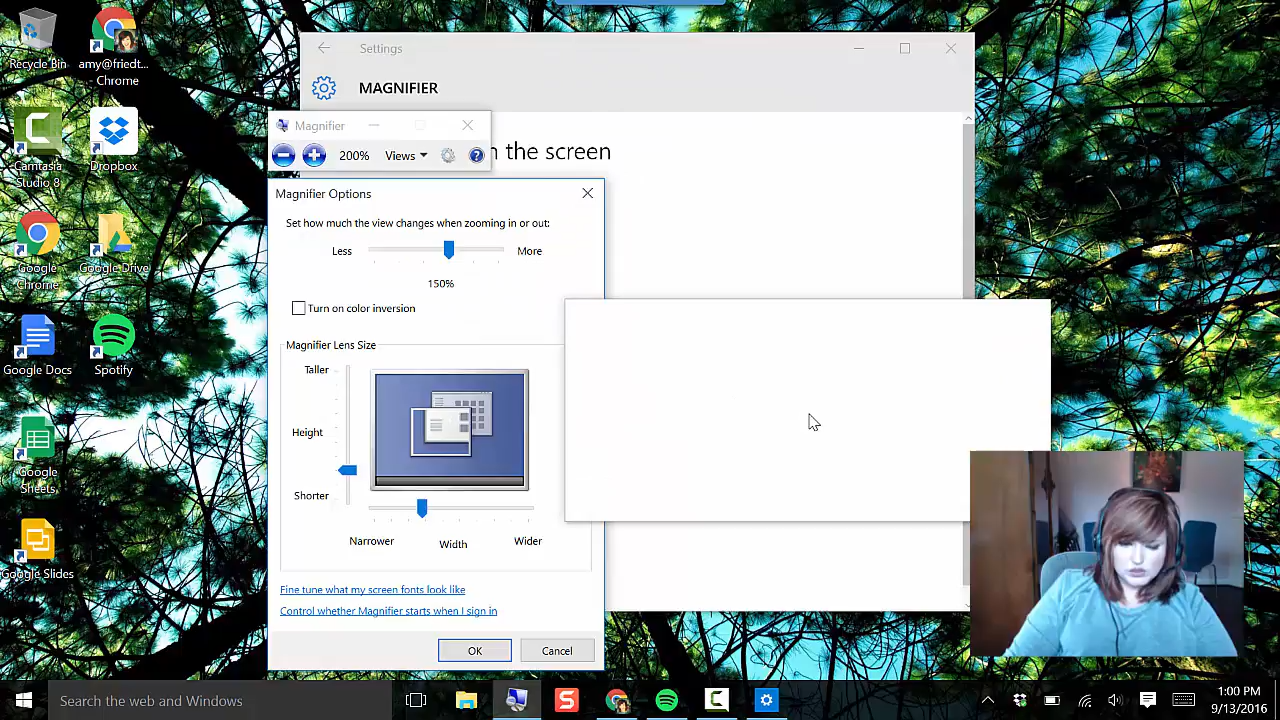 Recycle Bin
amy@friedt...
Chrome
Camtasia
Studio 8
Dropbox
Google
Chrome
Google Drive
Google Docs
Spotify
Google
Sheets
Google Slides
Settings
MAGNIFIER
n the screen
Magnifier
200%
Views
?
Magnifier Options
Set how much the view changes when zooming in or out:
Less
More
150%
Turn on color inversion
Magnifier Lens Size
Taller
Height
Shorter
Narrower
Width
Wider
Fine tune what my screen fonts look like
Control whether Magnifier starts when I sign in
OK
Cancel
Search the web and Windows
1:00 PM
9/13/2016